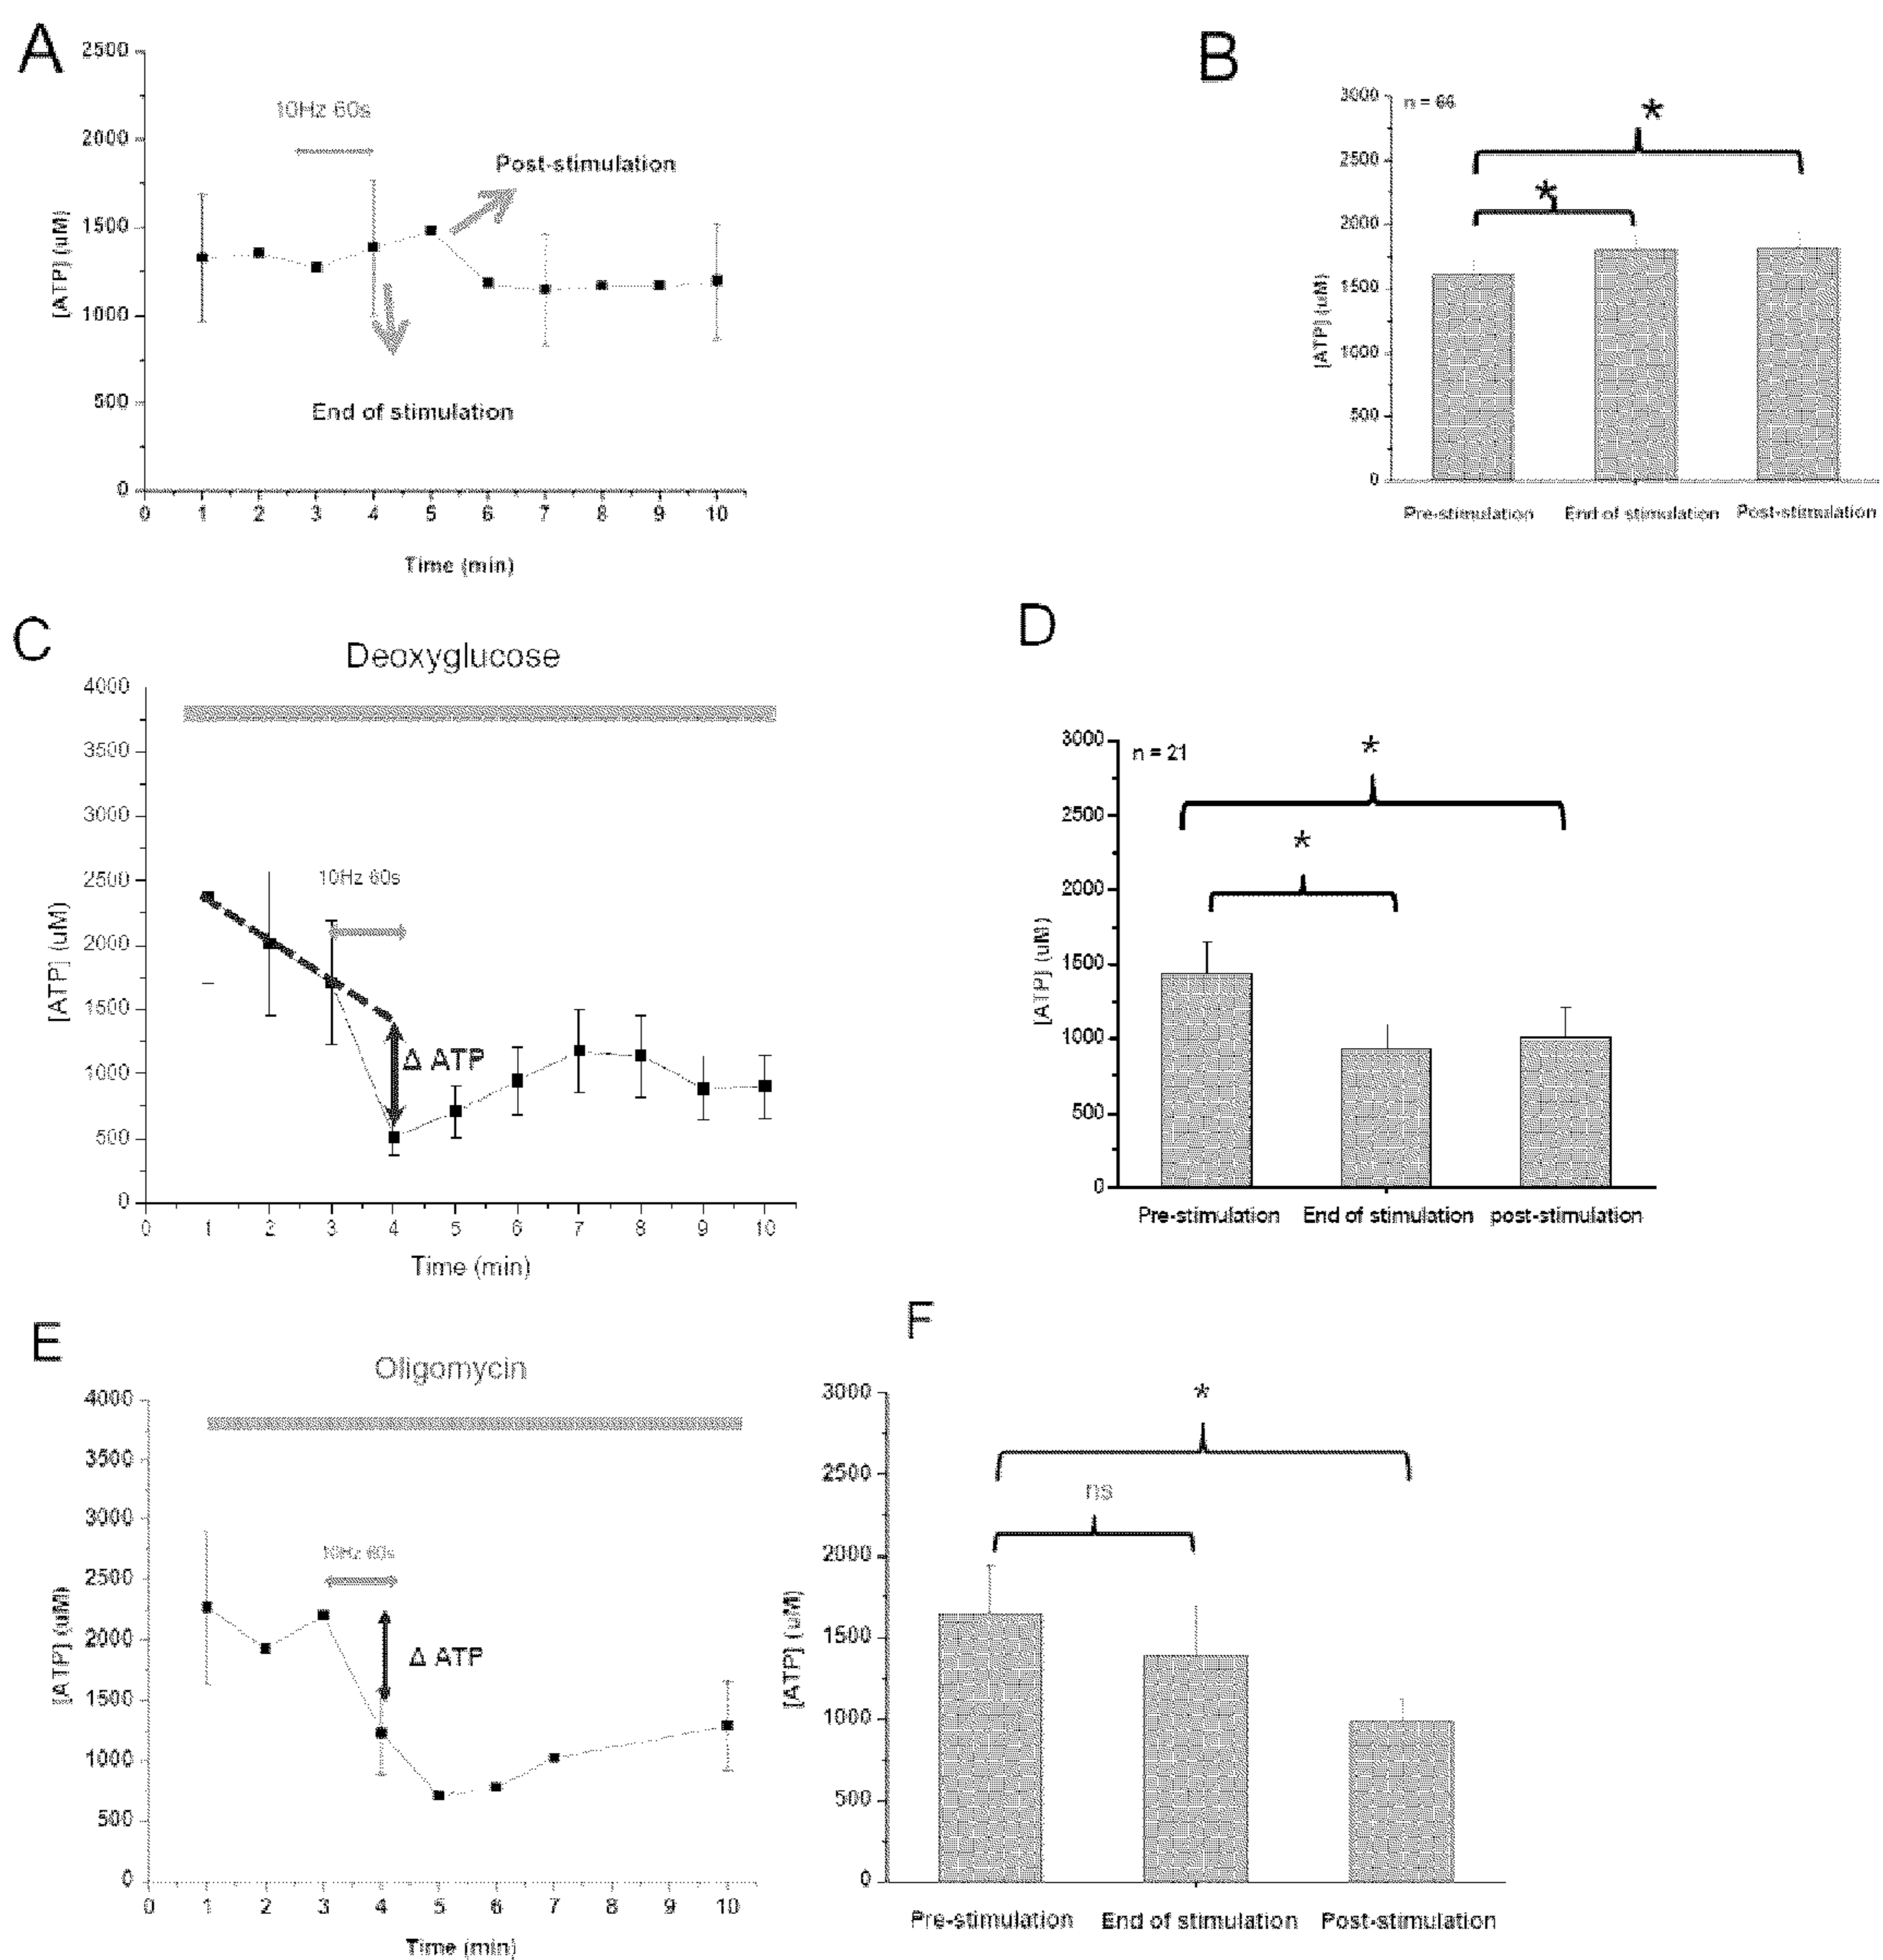 A
2500
2000
1500
1000
500
0
[ATP] (uM)
10Hz 60s
Post-stimulation
End of stimulation
0 1 2 3 4 5 6 7 8 9 10
Time (min)
B
3000
2500
2000
1500
1000
500
0
[ATP] (uM)
n = 66
*
*
Pre-stimulation End of stimulation Post-stimulation
C
Deoxyglucose
4000
3500
3000
2500
2000
1500
1000
500
0
[ATP] (uM)
10Hz 60s
Δ ATP
0 1 2 3 4 5 6 7 8 9 10
Time (min)
D
3000
2500
2000
1500
1000
500
0
[ATP] (uM)
n = 21
*
*
Pre-stimulation End of stimulation post-stimulation
E
Oligomycin
4000
3500
3000
2500
2000
1500
1000
500
0
[ATP] (uM)
10Hz 60s
Δ ATP
0 1 2 3 4 5 6 7 8 9 10
Time (min)
F
3000
2500
2000
1500
1000
500
0
[ATP] (uM)
*
ns
Pre-stimulation End of stimulation Post-stimulation